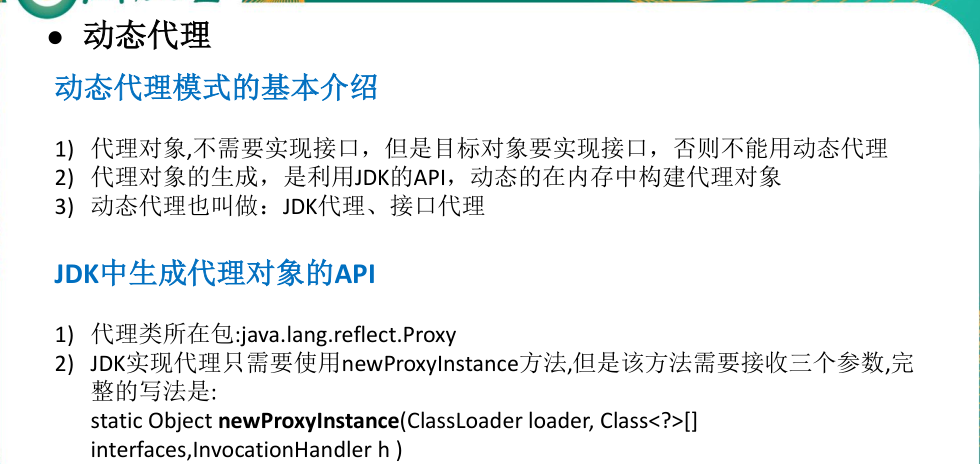 ● 动态代理
动态代理模式的基本介绍
1) 代理对象,不需要实现接口，但是目标对象要实现接口，否则不能用动态代理
2) 代理对象的生成，是利用JDK的API，动态的在内存中构建代理对象
3) 动态代理也叫做：JDK代理、接口代理
JDK中生成代理对象的API
1) 代理类所在包:java.lang.reflect.Proxy
2) JDK实现代理只需要使用newProxyInstance方法,但是该方法需要接收三个参数,完
整的写法是:
static Object newProxyInstance(ClassLoader loader, Class<?>[]
interfaces,InvocationHandler h )